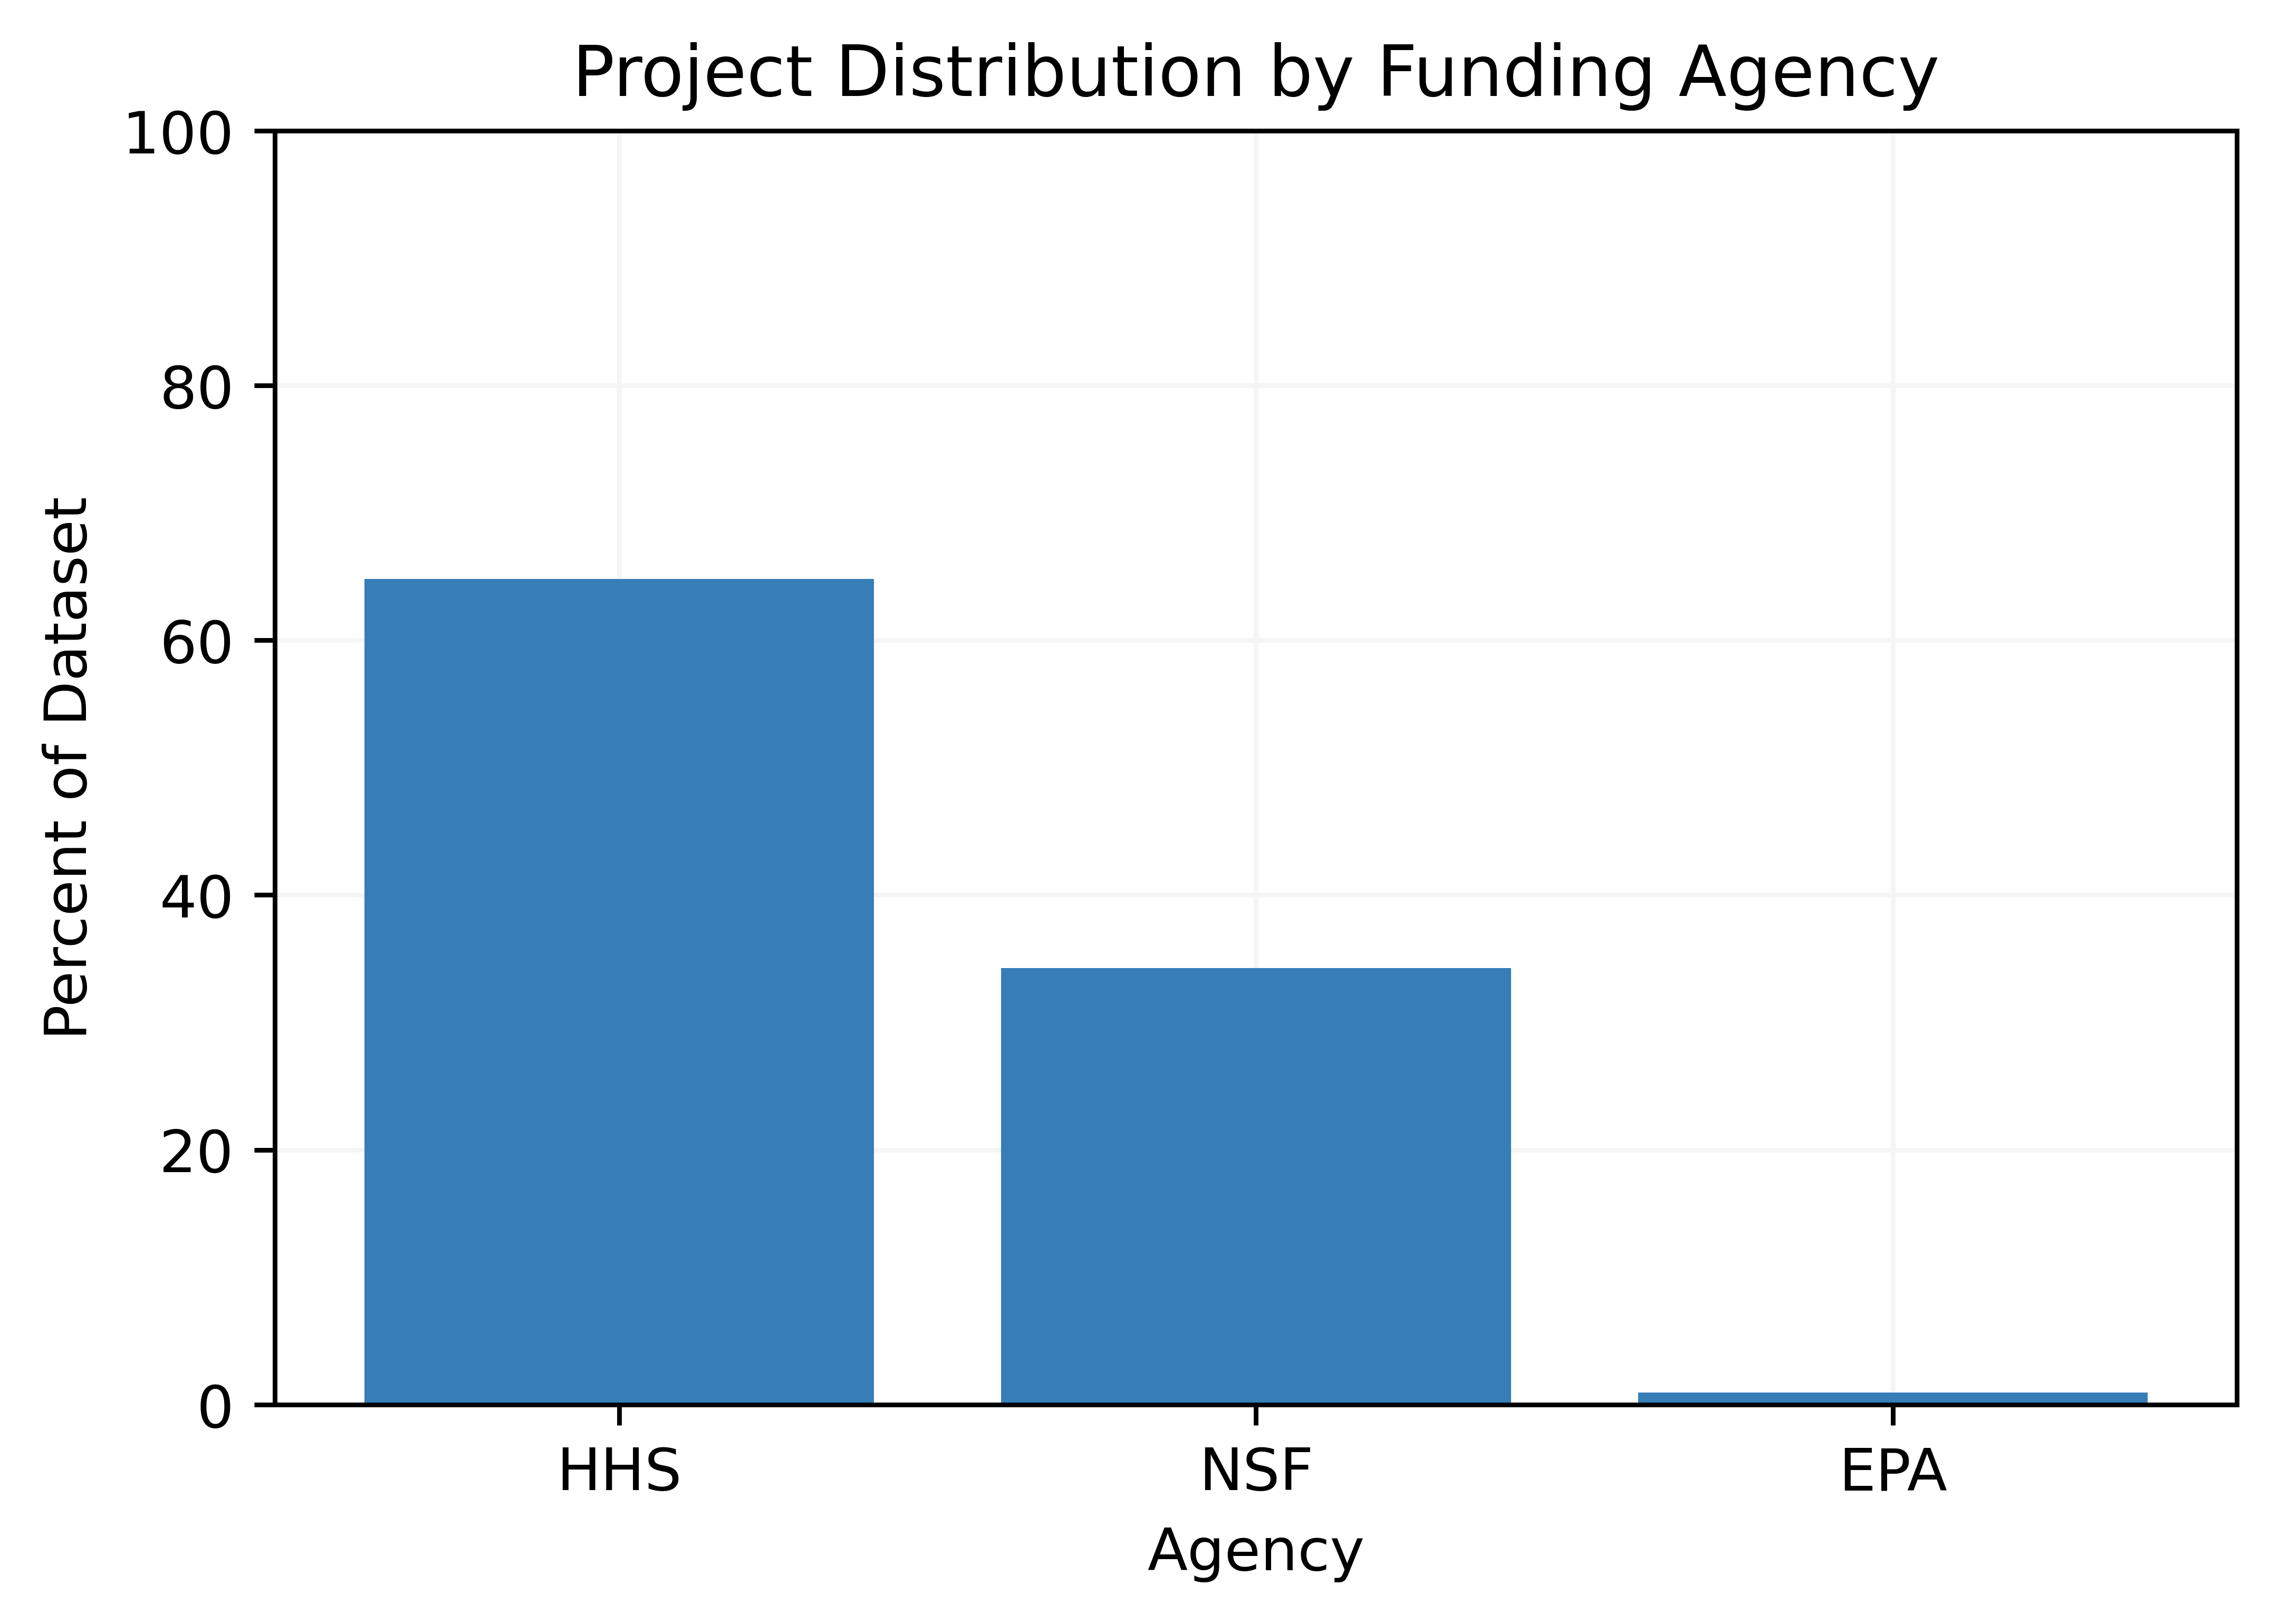 Project Distribution by Funding Agency
100
80
60
40
20
0
Percent of Dataset
HHS
NSF
EPA
Agency